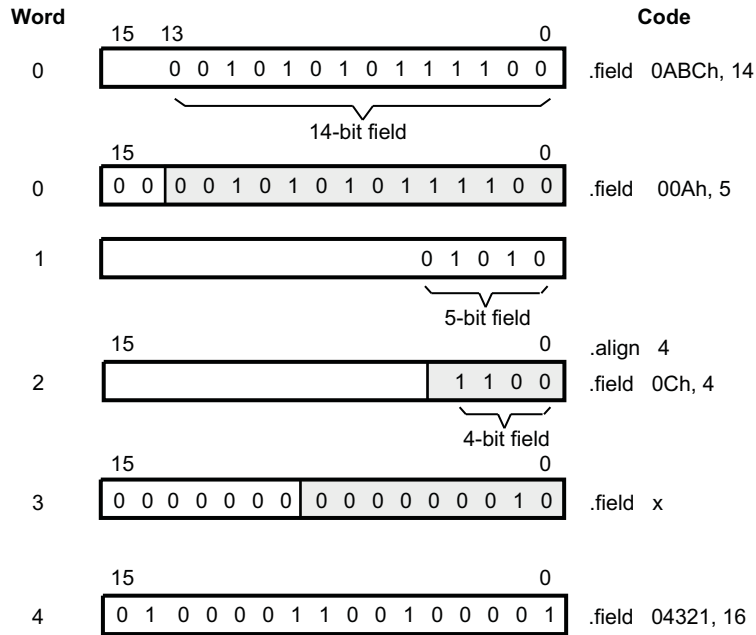 Word Code
15 13 0
0 0 0 1 0 1 0 1 0 1 1 1 1 0 0 .field 0ABCh, 14
14-bit field
15 0
0 0 0 0 0 1 0 1 0 1 0 1 1 1 1 0 0 .field 00Ah, 5
1 0 1 0 1 0
5-bit field
15 0 .align 4
2 1 1 0 0 .field 0Ch, 4
4-bit field
15 0
3 0 0 0 0 0 0 0 0 0 0 0 0 0 0 1 0 .field x
15 0
4 0 1 0 0 0 0 1 1 0 0 1 0 0 0 0 1 .field 04321, 16